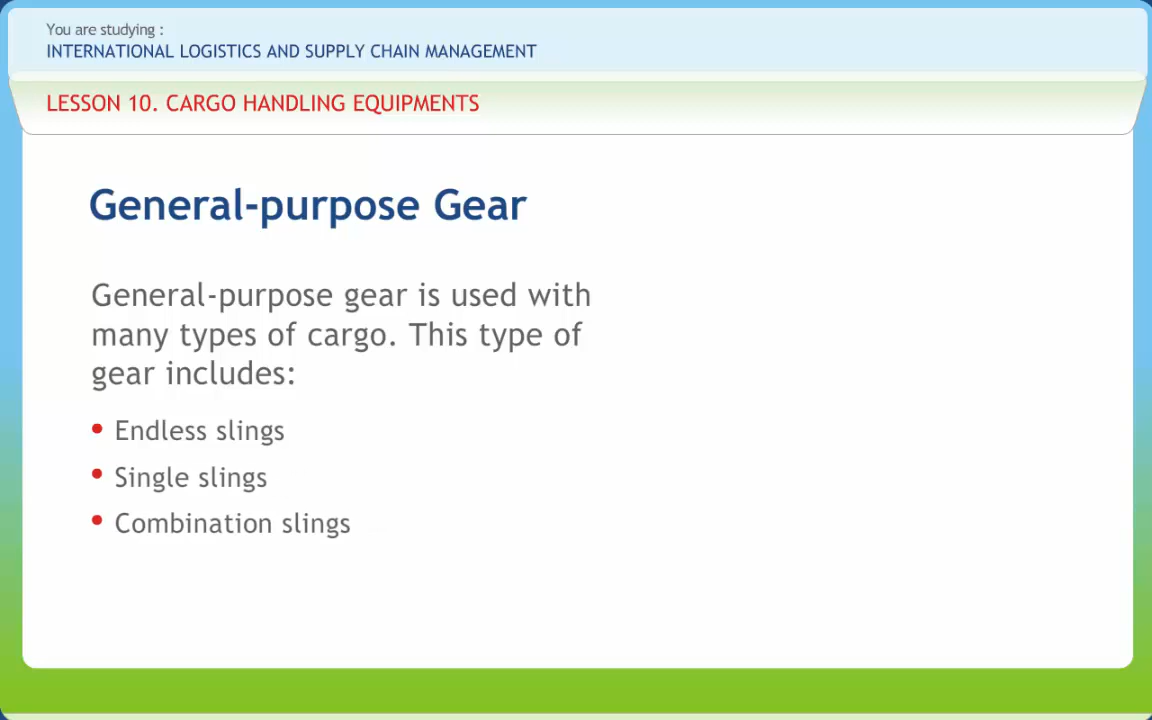 You are studying :
INTERNATIONAL LOGISTICS AND SUPPLY CHAIN MANAGEMENT
LESSON 10. CARGO HANDLING EQUIPMENTS
General-purpose Gear
General-purpose gear is used with
many types of cargo. This type of
gear includes:
• Endless slings
• Single slings
• Combination slings